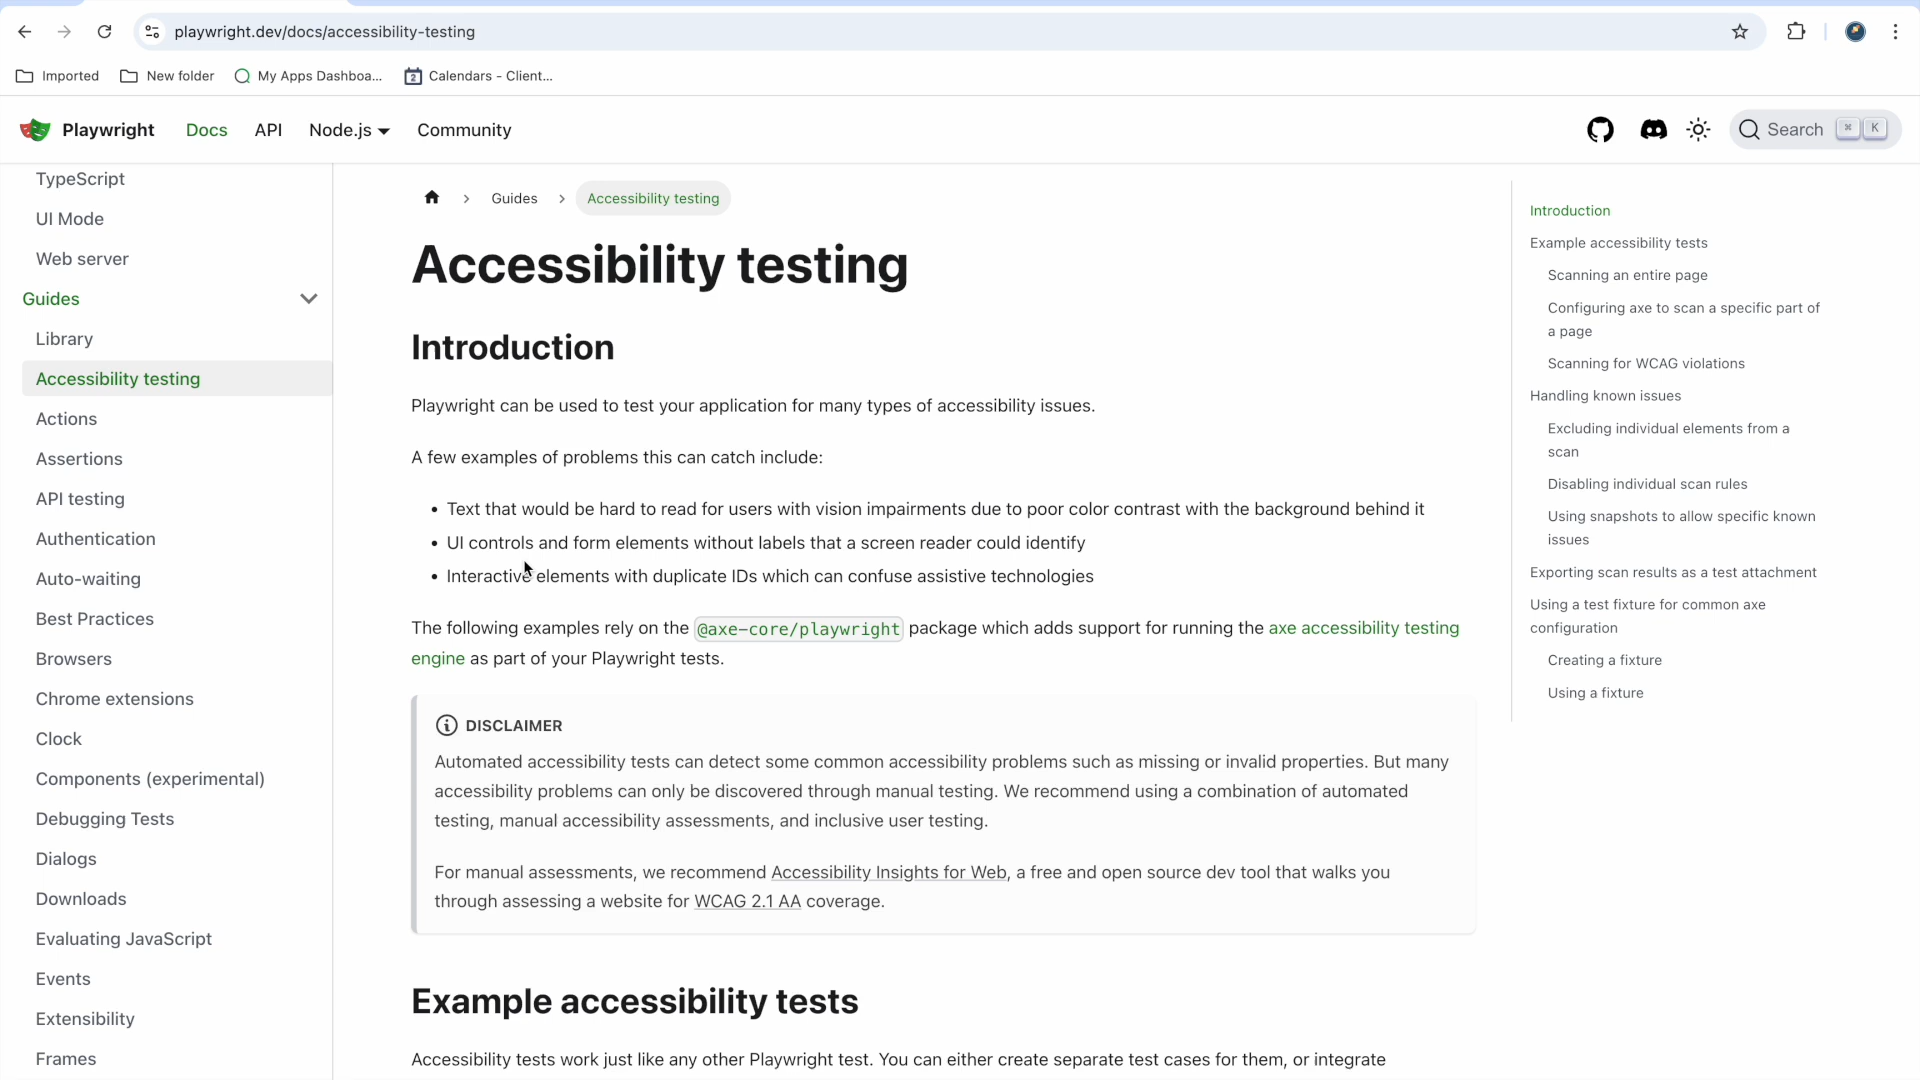 playwright.dev/docs/accessibility-testing
Imported
New folder
My Apps Dashboa...
2
Calendars - Client...
Playwright
Docs
API
Node.js
Community
Search
⌘
K
TypeScript
UI Mode
Web server
Guides
Library
Accessibility testing
Actions
Assertions
API testing
Authentication
Auto-waiting
Best Practices
Browsers
Chrome extensions
Clock
Components (experimental)
Debugging Tests
Dialogs
Downloads
Evaluating JavaScript
Events
Extensibility
Frames
Guides
Accessibility testing
Accessibility testing
Introduction
Playwright can be used to test your application for many types of accessibility issues.
A few examples of problems this can catch include:
• Text that would be hard to read for users with vision impairments due to poor color contrast with the background behind it
• UI controls and form elements without labels that a screen reader could identify
• Interactive elements with duplicate IDs which can confuse assistive technologies
The following examples rely on the @axe-core/playwright package which adds support for running the axe accessibility testing
engine as part of your Playwright tests.
DISCLAIMER
Automated accessibility tests can detect some common accessibility problems such as missing or invalid properties. But many
accessibility problems can only be discovered through manual testing. We recommend using a combination of automated
testing, manual accessibility assessments, and inclusive user testing.
For manual assessments, we recommend Accessibility Insights for Web, a free and open source dev tool that walks you
through assessing a website for WCAG 2.1 AA coverage.
Example accessibility tests
Accessibility tests work just like any other Playwright test. You can either create separate test cases for them, or integrate
Introduction
Example accessibility tests
Scanning an entire page
Configuring axe to scan a specific part of
a page
Scanning for WCAG violations
Handling known issues
Excluding individual elements from a
scan
Disabling individual scan rules
Using snapshots to allow specific known
issues
Exporting scan results as a test attachment
Using a test fixture for common axe
configuration
Creating a fixture
Using a fixture